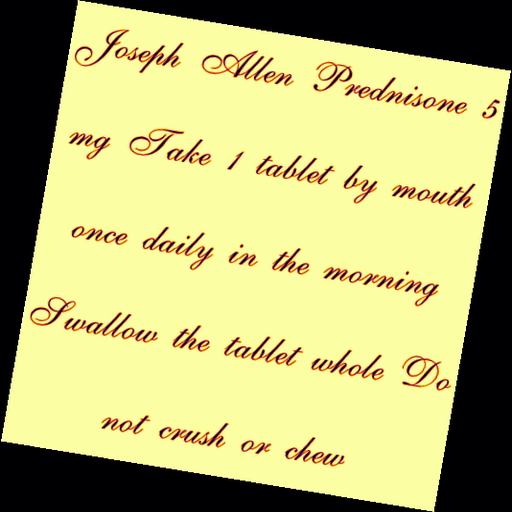 Joseph Allen Prednisone 5
mg Take 1 tablet by mouth
once daily in the morning
Swallow the tablet whole Do
not crush or chew